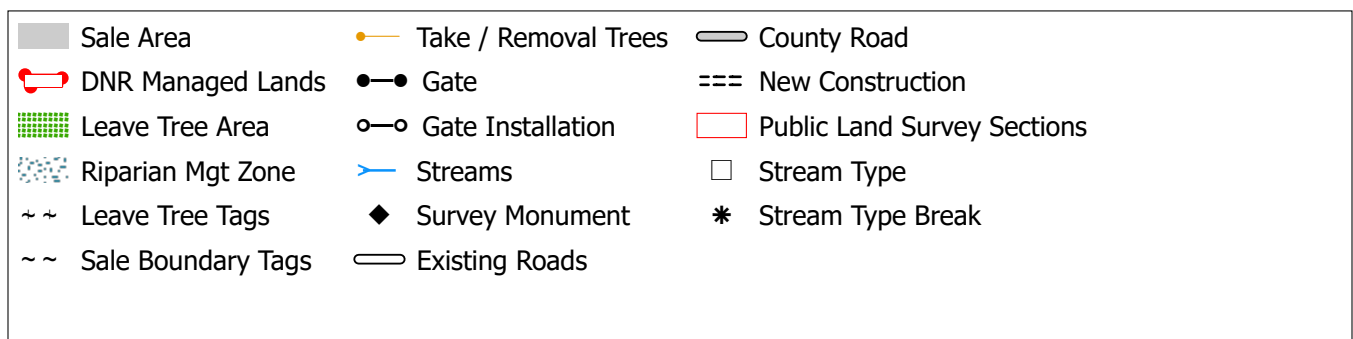 Sale Area
Take / Removal Trees
County Road
DNR Managed Lands
Gate
New Construction
Leave Tree Area
Gate Installation
Public Land Survey Sections
Riparian Mgt Zone
Streams
Stream Type
Leave Tree Tags
Survey Monument
Stream Type Break
Sale Boundary Tags
Existing Roads